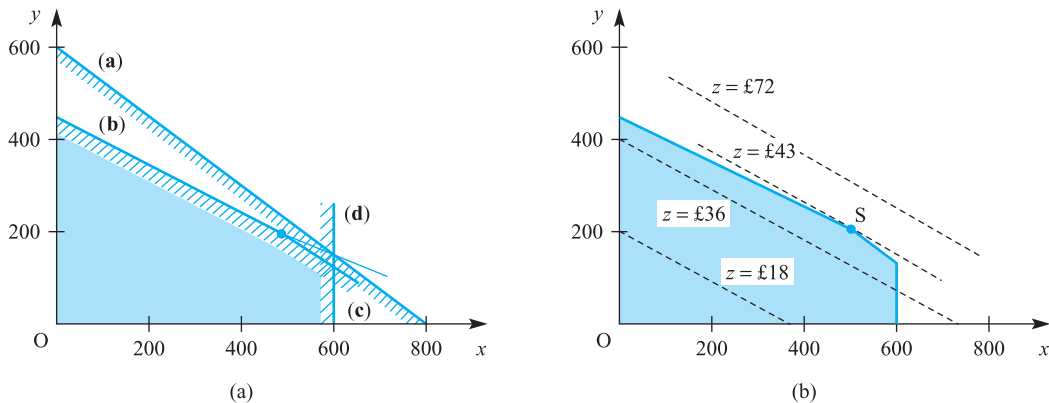 y
600
(a)
(b)
400
(d)
200
(c)
O
200
400
600
800
x
(a)
y
600
z = £72
400
z = £43
z = £36
S
200
z = £18
O
200
400
600
800
x
(b)